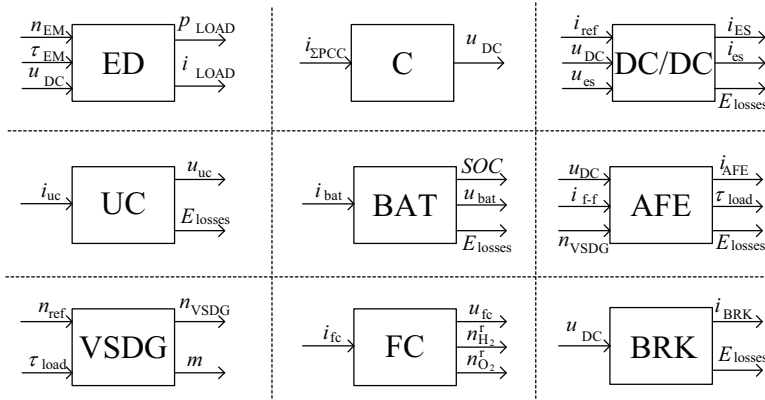 n_EM τ_EM u_DC ED p_LOAD i_LOAD
i_ΣPCC C u_DC
i_ref u_DC u_es DC/DC i_ES i_es E_losses
i_uc UC u_uc E_losses
i_bat BAT SOC u_bat E_losses
u_DC i_f-f n_VSDG AFE i_AFE τ_load E_losses
n_ref τ_load VSDG n_VSDG m
i_fc FC u_fc n^r_H₂ n^r_O₂
u_DC BRK i_BRK E_losses